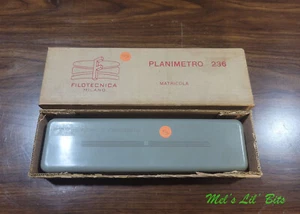 PLANIMETRO 236
FILOTECNICA
MILANO
MATRICOLA
Mel's Lil' Bits